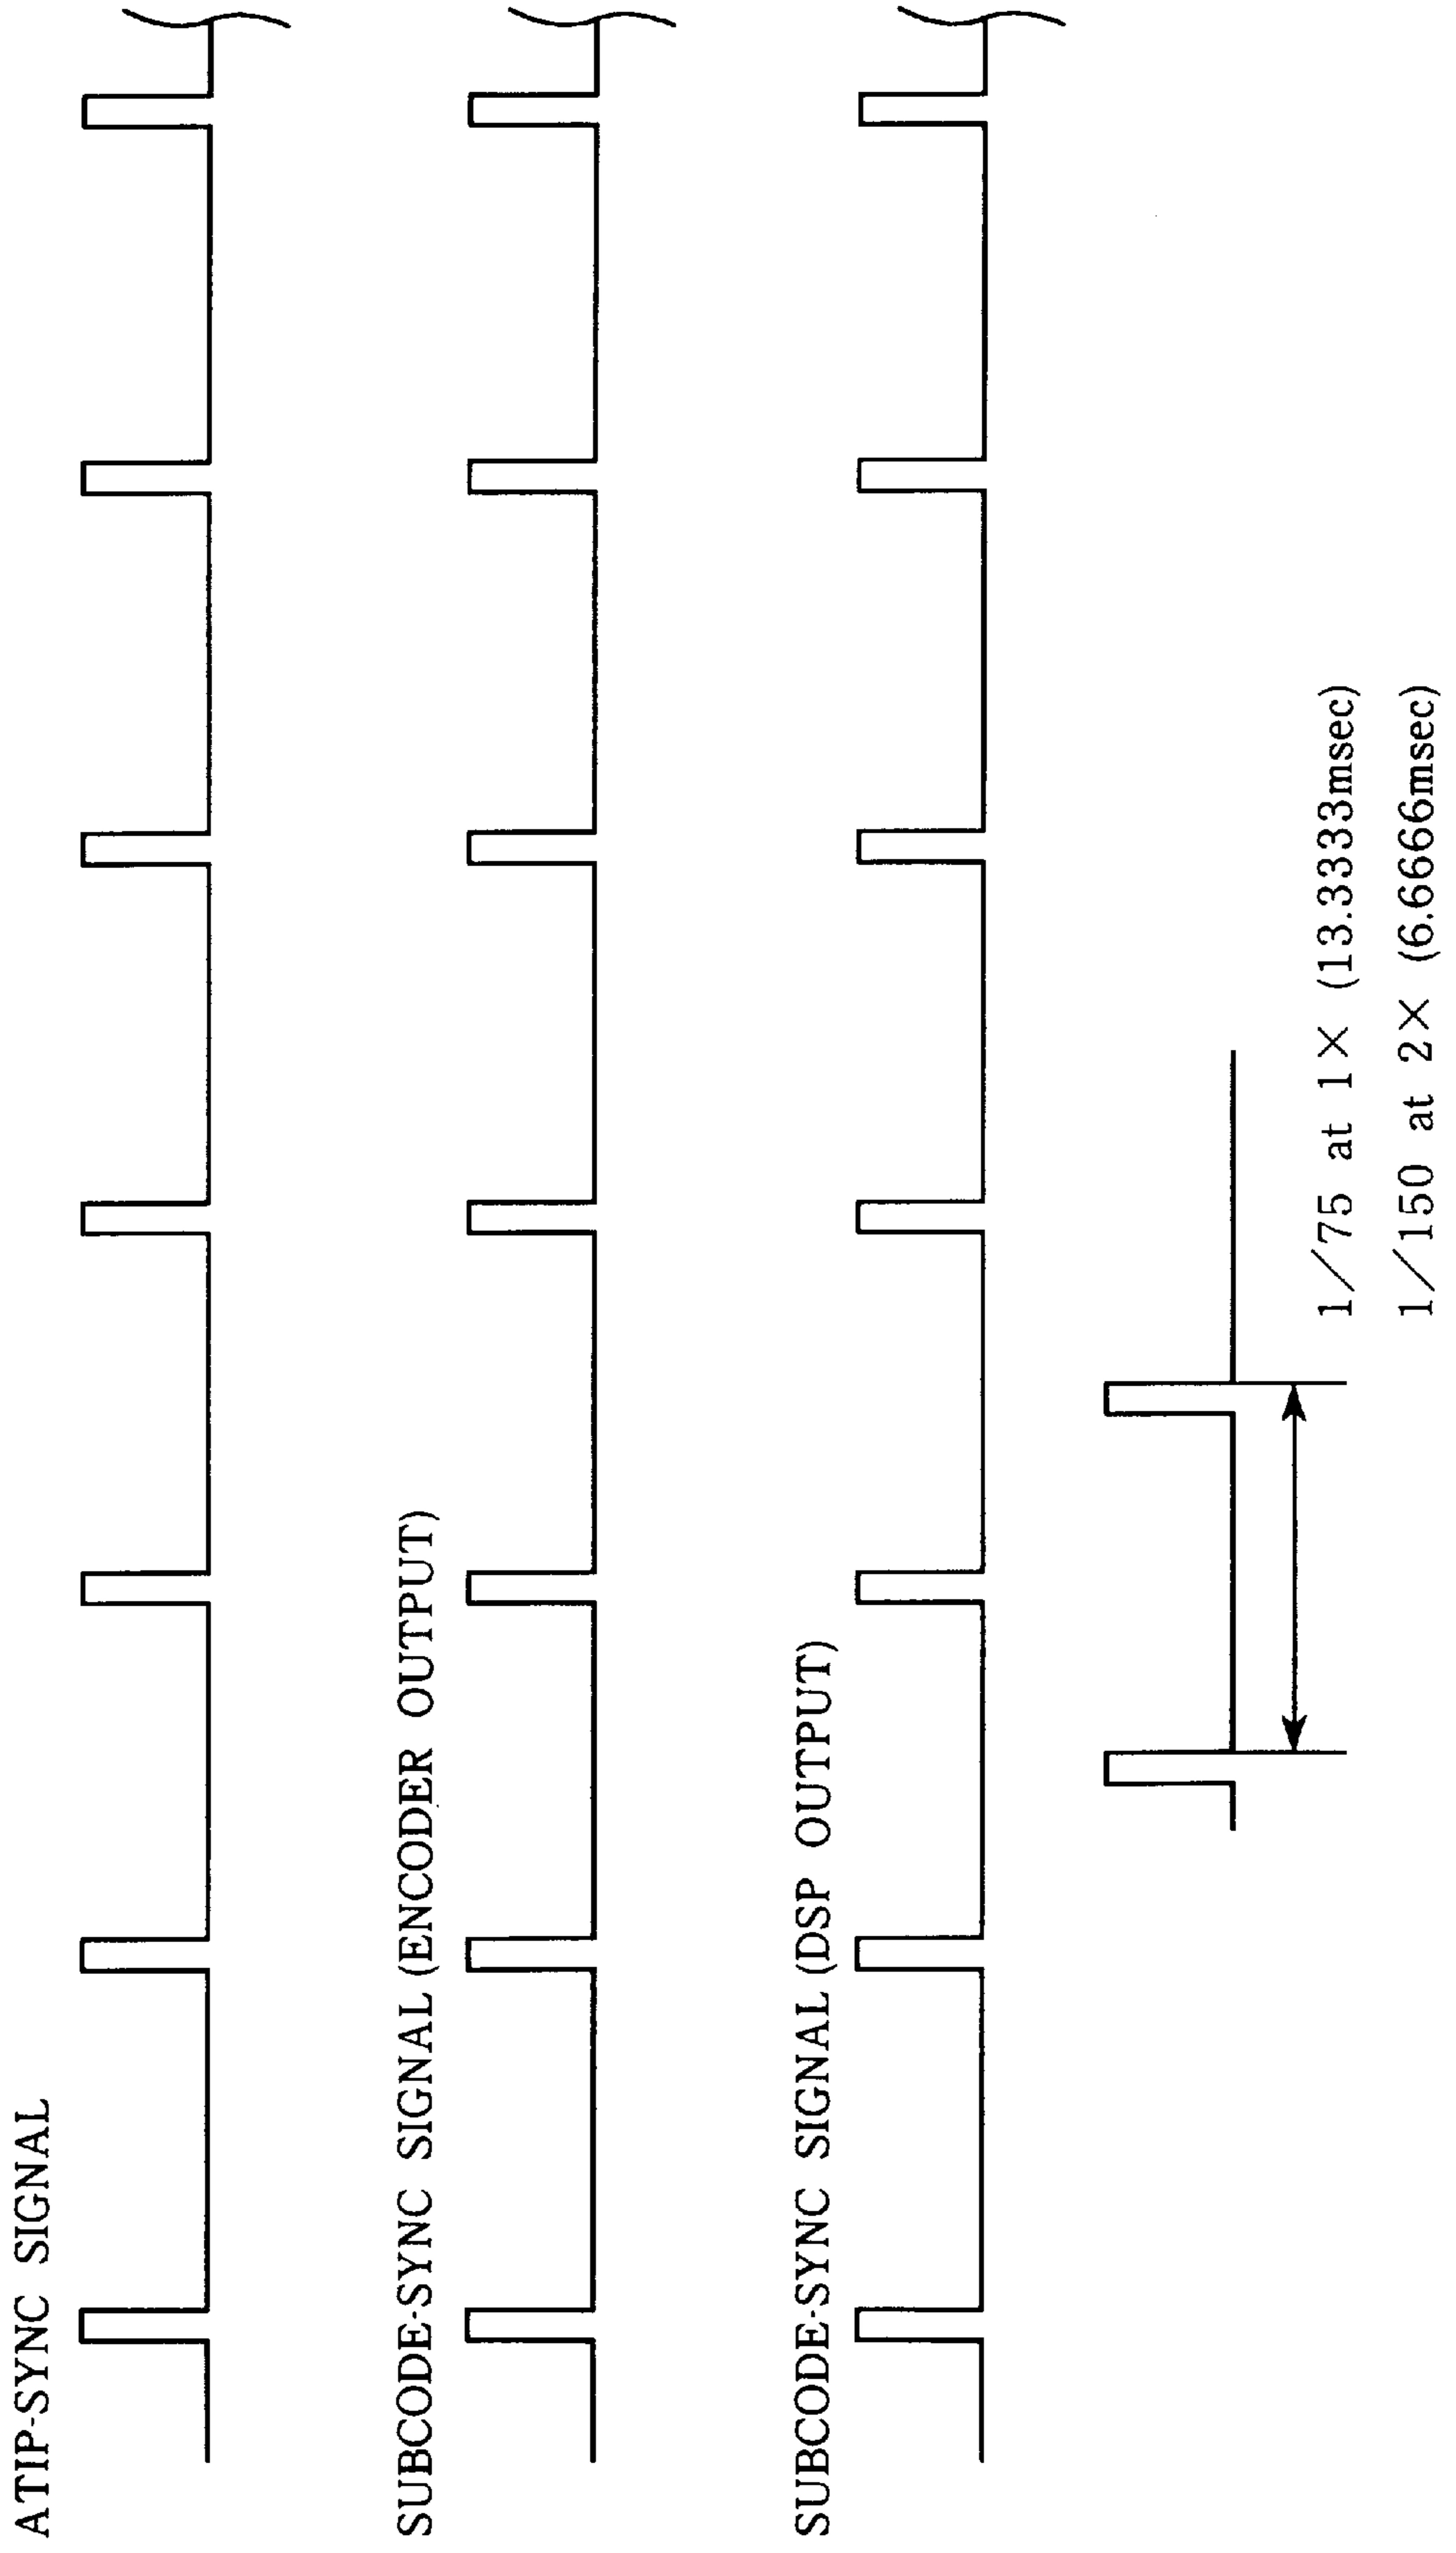 ATIP-SYNC SIGNAL
SUBCODE-SYNC SIGNAL (ENCODER OUTPUT)
SUBCODE-SYNC SIGNAL (DSP OUTPUT)
1/75 at 1× (13.3333msec)
1/150 at 2× (6.6666msec)